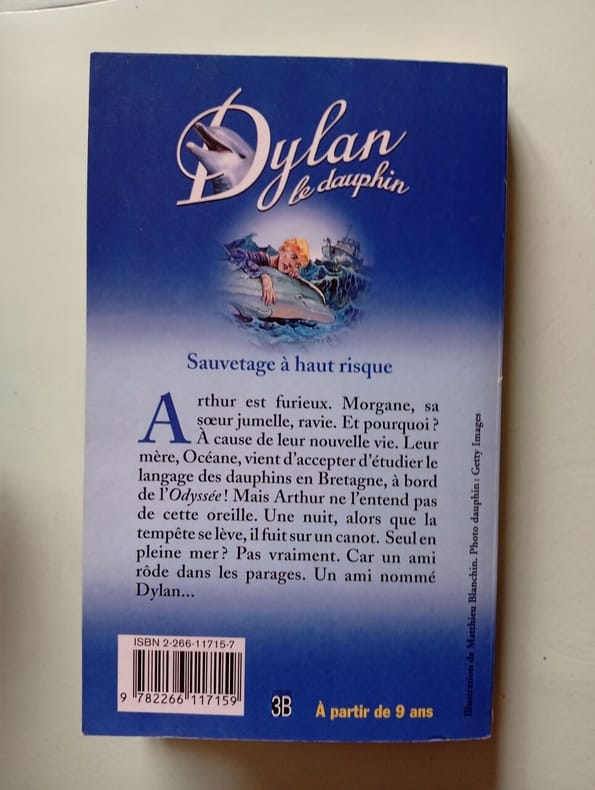 Dylan
le dauphin
Sauvetage à haut risque
Arthur est furieux. Morgane, sa
sœur jumelle, ravie. Et pourquoi ?
À cause de leur nouvelle vie. Leur
mère, Océane, vient d'accepter d'étudier le
langage des dauphins en Bretagne, à bord
de l'Odyssée ! Mais Arthur ne l'entend pas
de cette oreille. Une nuit, alors que la
tempête se lève, il fuit sur un canot. Seul en
pleine mer ? Pas vraiment. Car un ami
rôde dans les parages. Un ami nommé
Dylan...
Illustration de Matthieu Blanchin. Photo dauphin : Getty Images
ISBN 2-266-11715-7
9 782266 117159
3B
À partir de 9 ans